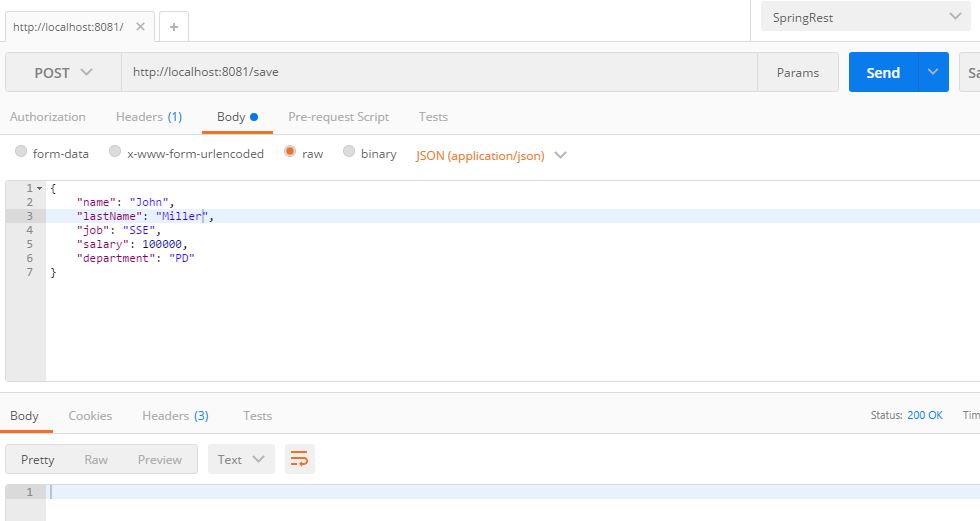 http://localhost:8081/ ✕ + SpringRest
POST http://localhost:8081/save Params Send Sa
Authorization Headers (1) Body Pre-request Script Tests
form-data x-www-form-urlencoded raw binary JSON (application/json)
1 {
2 "name": "John",
3 "lastName": "Miller",
4 "job": "SSE",
5 "salary": 100000,
6 "department": "PD"
7 }
Body Cookies Headers (3) Tests Status: 200 OK Tim
Pretty Raw Preview Text
1